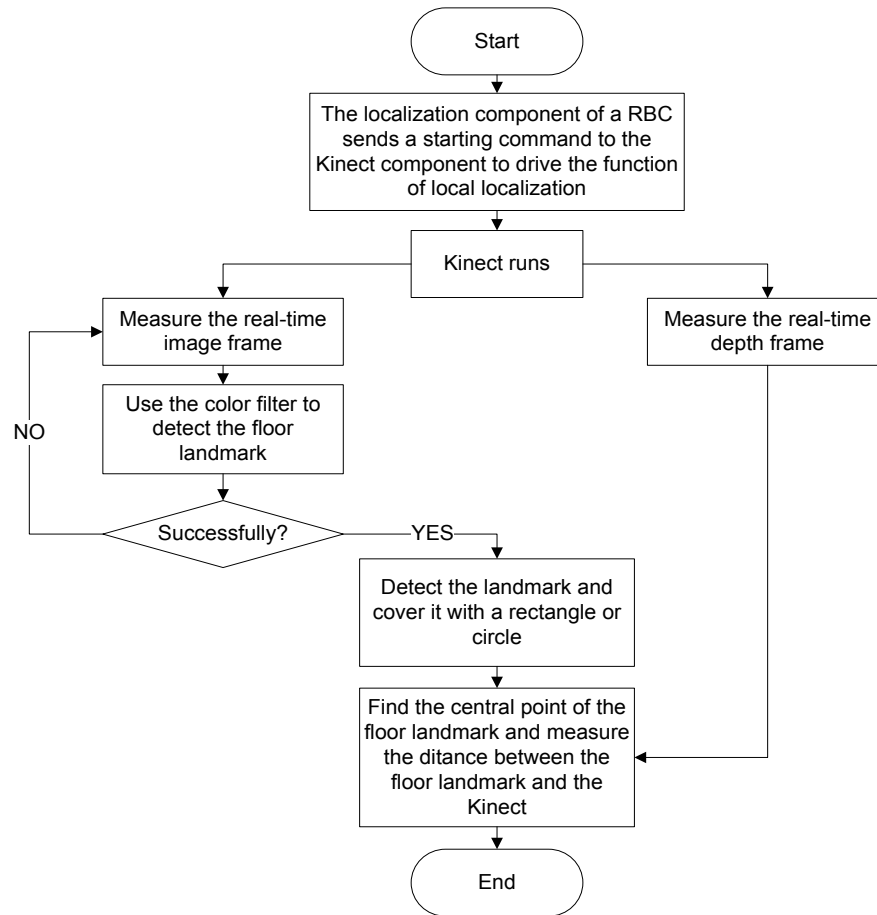 Start
The localization component of a RBC
sends a starting command to the
Kinect component to drive the function
of local localization
Kinect runs
Measure the real-time
image frame
Measure the real-time
depth frame
Use the color filter to
detect the floor
landmark
NO
Successfully?
YES
Detect the landmark and
cover it with a rectangle or
circle
Find the central point of the
floor landmark and measure
the ditance between the
floor landmark and the
Kinect
End